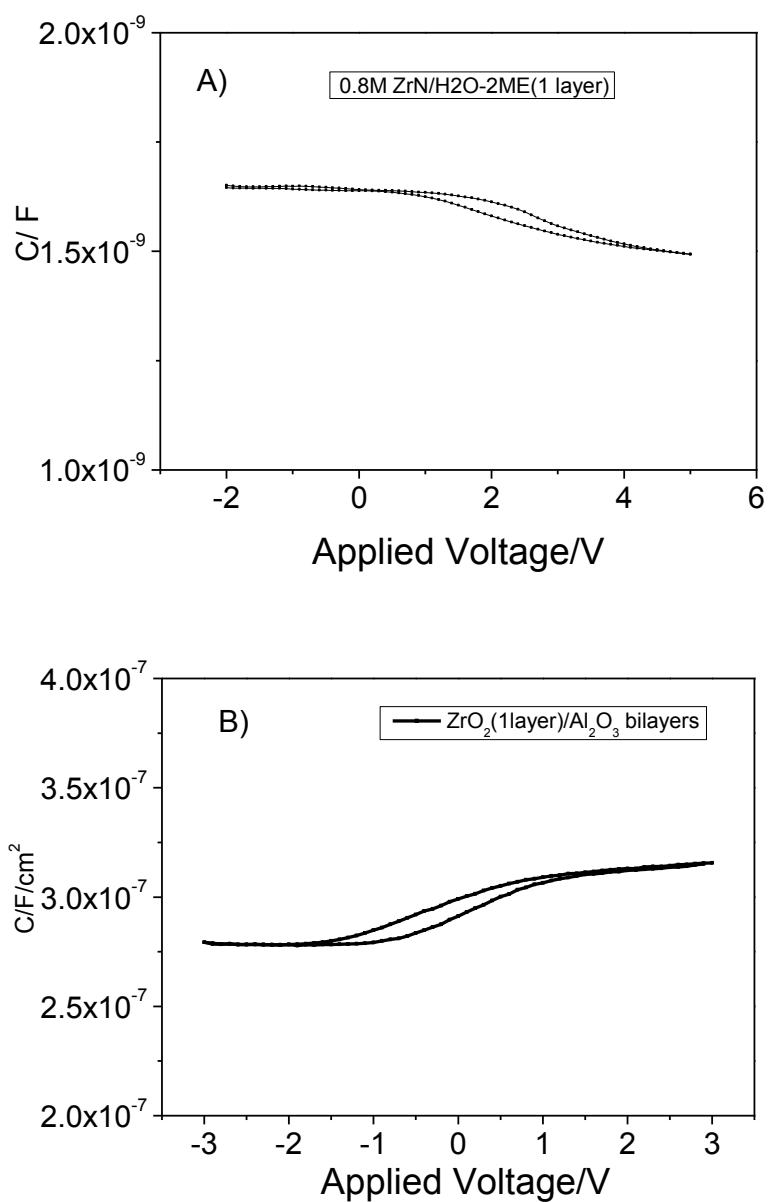 2.0x10⁻⁹
A)
0.8M ZrN/H2O-2ME(1 layer)
C/ F
1.5x10⁻⁹
1.0x10⁻⁹
-2 0 2 4 6
Applied Voltage/V
4.0x10⁻⁷
B)
ZrO₂(1layer)/Al₂O₃ bilayers
3.5x10⁻⁷
C/F/cm²
3.0x10⁻⁷
2.5x10⁻⁷
2.0x10⁻⁷
-3 -2 -1 0 1 2 3
Applied Voltage/V